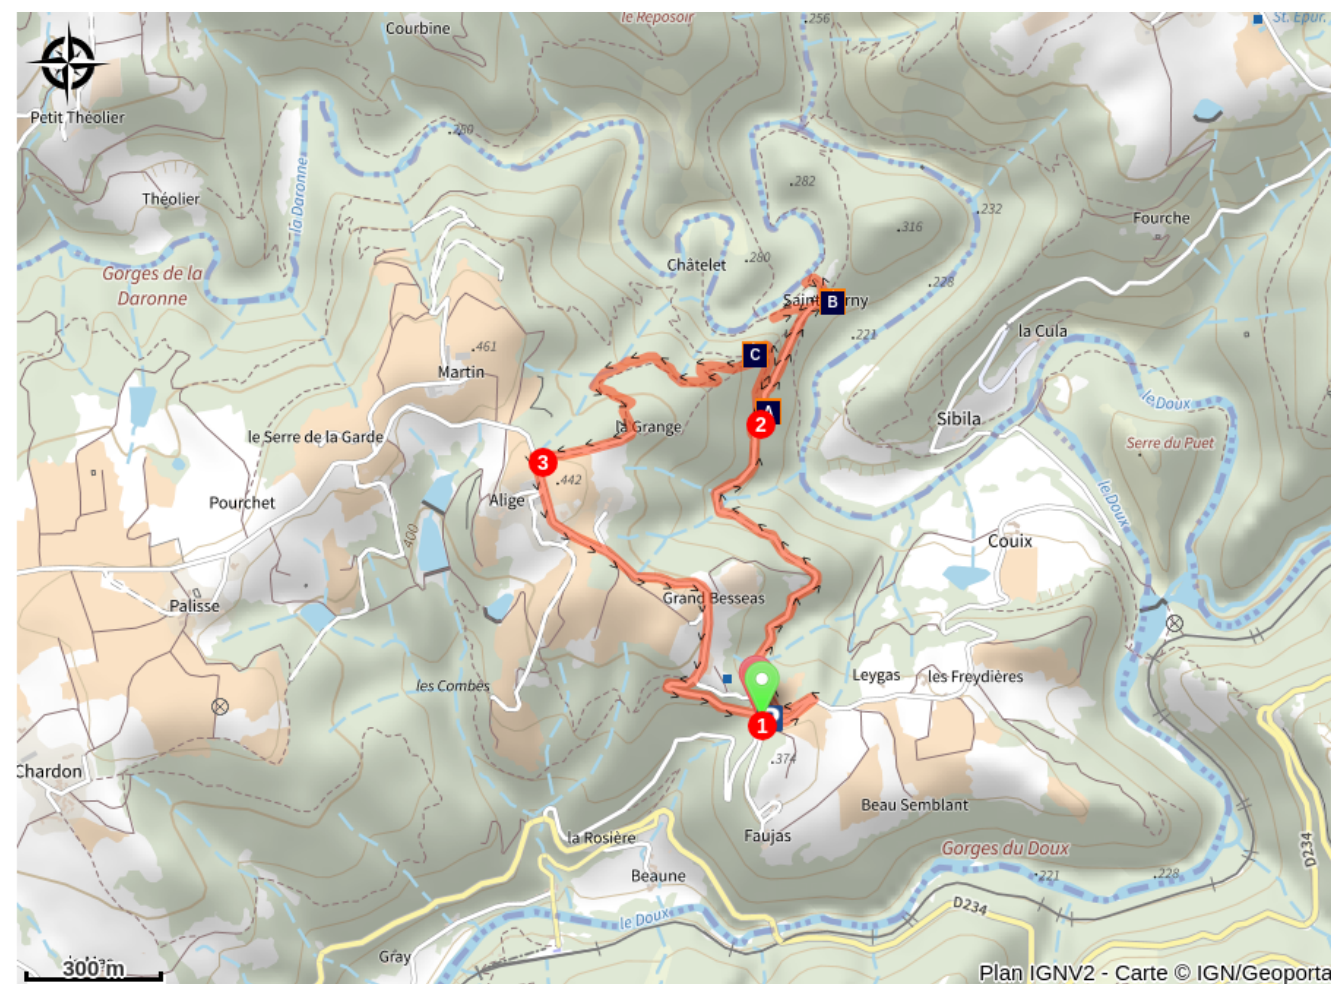 le Reposoir
.256
St. Epur.
Courbine
Petit Théolier
.260
Théolier
la Daronne
.282
.232
Fourche
.316
Gorges de la
Daronne
Châtelet
.280
.228
B
.221
la Cula
.461
C
Martin
le Doux
A
Sibila
2
la Grange
le Serre de la Garde
Serre du Puet
3
.442
Alige
Pourchet
le Doux
400
Couix
Palisse
Grand Besseas
les Combes
Leygas
les Freydières
1
.374
Chardon
Beau Semblant
la Rosière
Faujas
Gorges du Doux
D234
Beaune
.221
.228
D234
le Doux
Gray
300 m
Plan IGNV2 - Carte © IGN/Geoporta